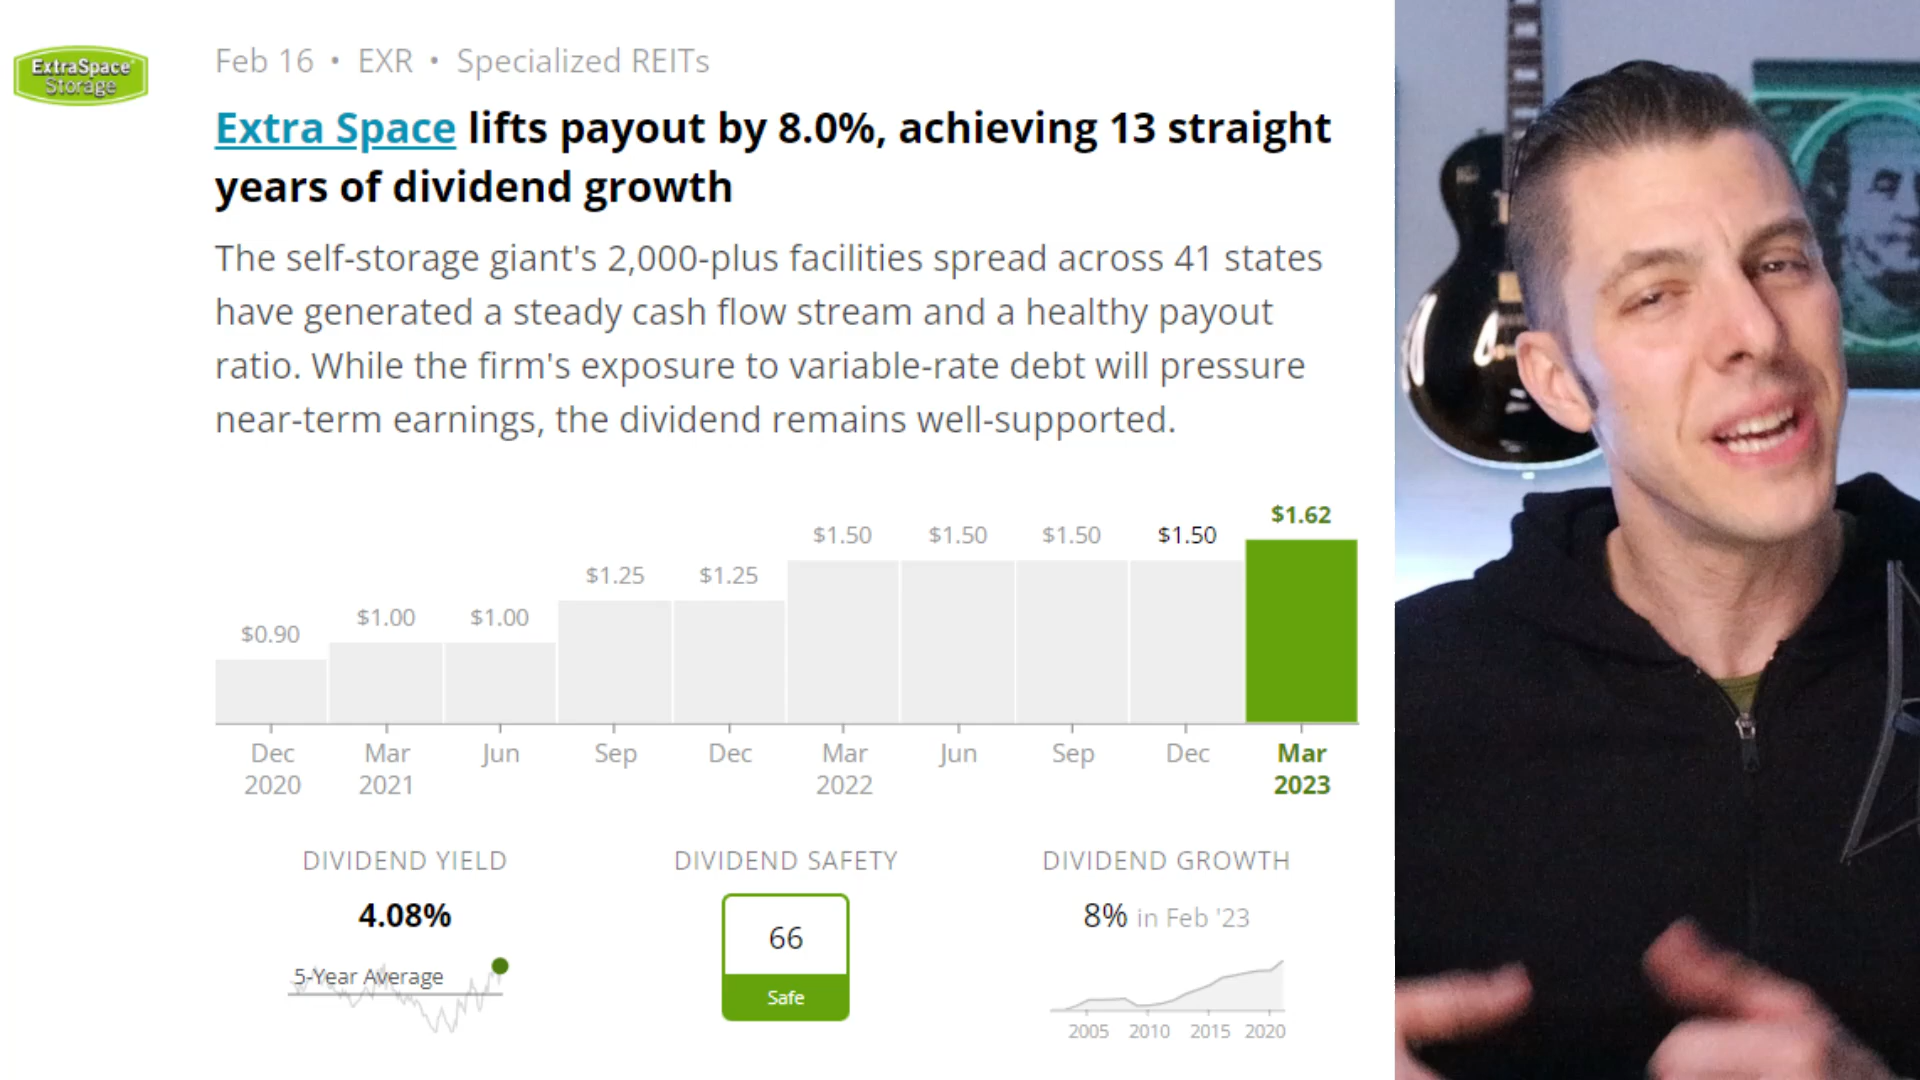 ExtraSpace
Storage
Feb 16 • EXR • Specialized REITs
Extra Space lifts payout by 8.0%, achieving 13 straight
years of dividend growth
The self-storage giant's 2,000-plus facilities spread across 41 states
have generated a steady cash flow stream and a healthy payout
ratio. While the firm's exposure to variable-rate debt will pressure
near-term earnings, the dividend remains well-supported.
$0.90 $1.00 $1.00 $1.25 $1.25 $1.50 $1.50 $1.50 $1.50 $1.62
Dec Mar Jun Sep Dec Mar Jun Sep Dec Mar
2020 2021 2022 2023
DIVIDEND YIELD DIVIDEND SAFETY DIVIDEND GROWTH
4.08% 66 8% in Feb '23
5-Year Average Safe
2005 2010 2015 2020